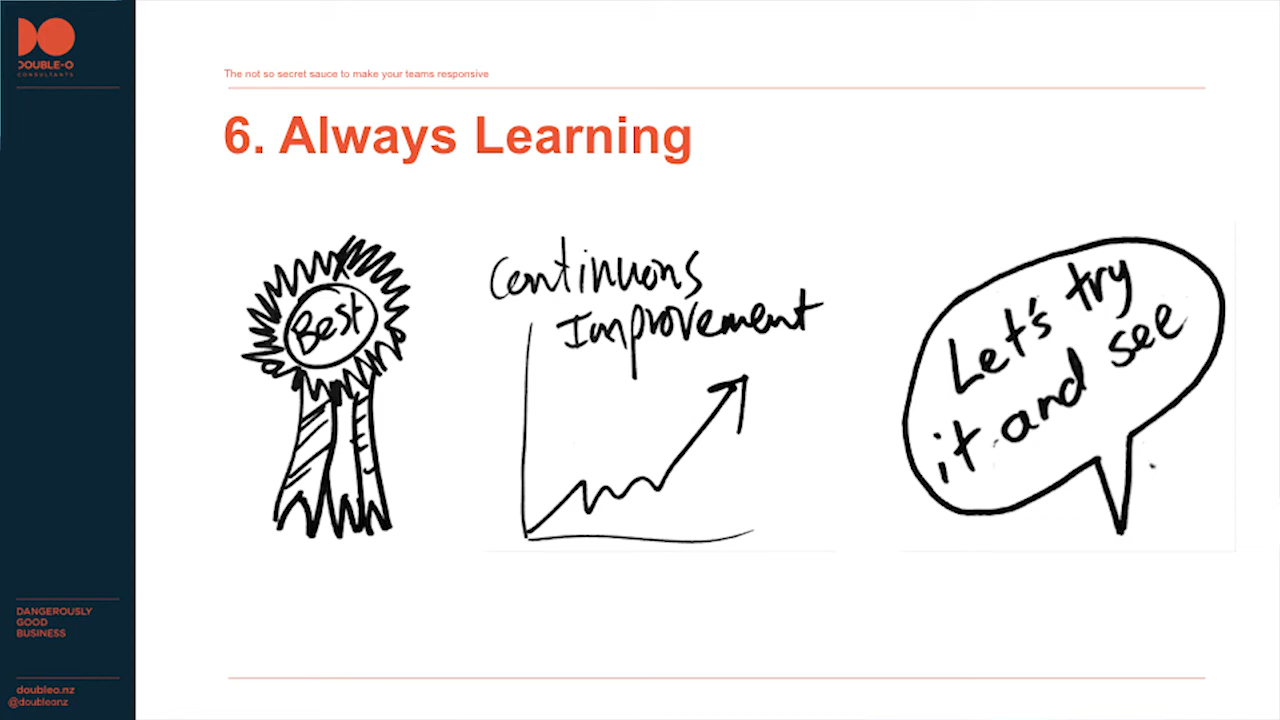 DOUBLE-O
CONSULTANTS
The not so secret sauce to make your teams responsive
6. Always Learning
Best
Continuous
Improvement
Let's try
it and see
DANGEROUSLY
GOOD
BUSINESS
doubleo.nz
@doubleonz